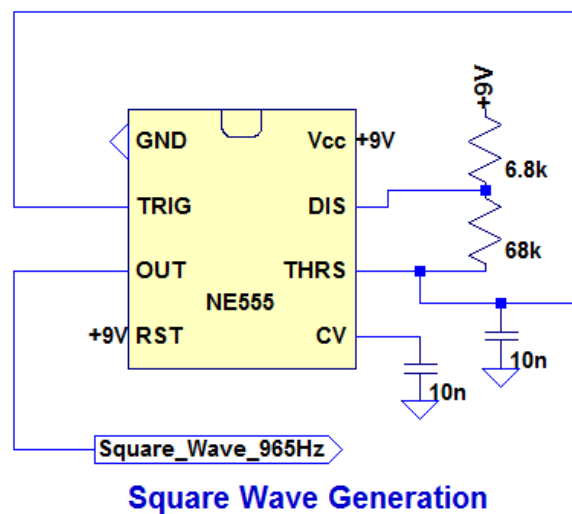 +9V
GND
Vcc
+9V
6.8k
TRIG
DIS
68k
OUT
THRS
NE555
+9V
RST
CV
10n
10n
Square_Wave_965Hz
Square Wave Generation